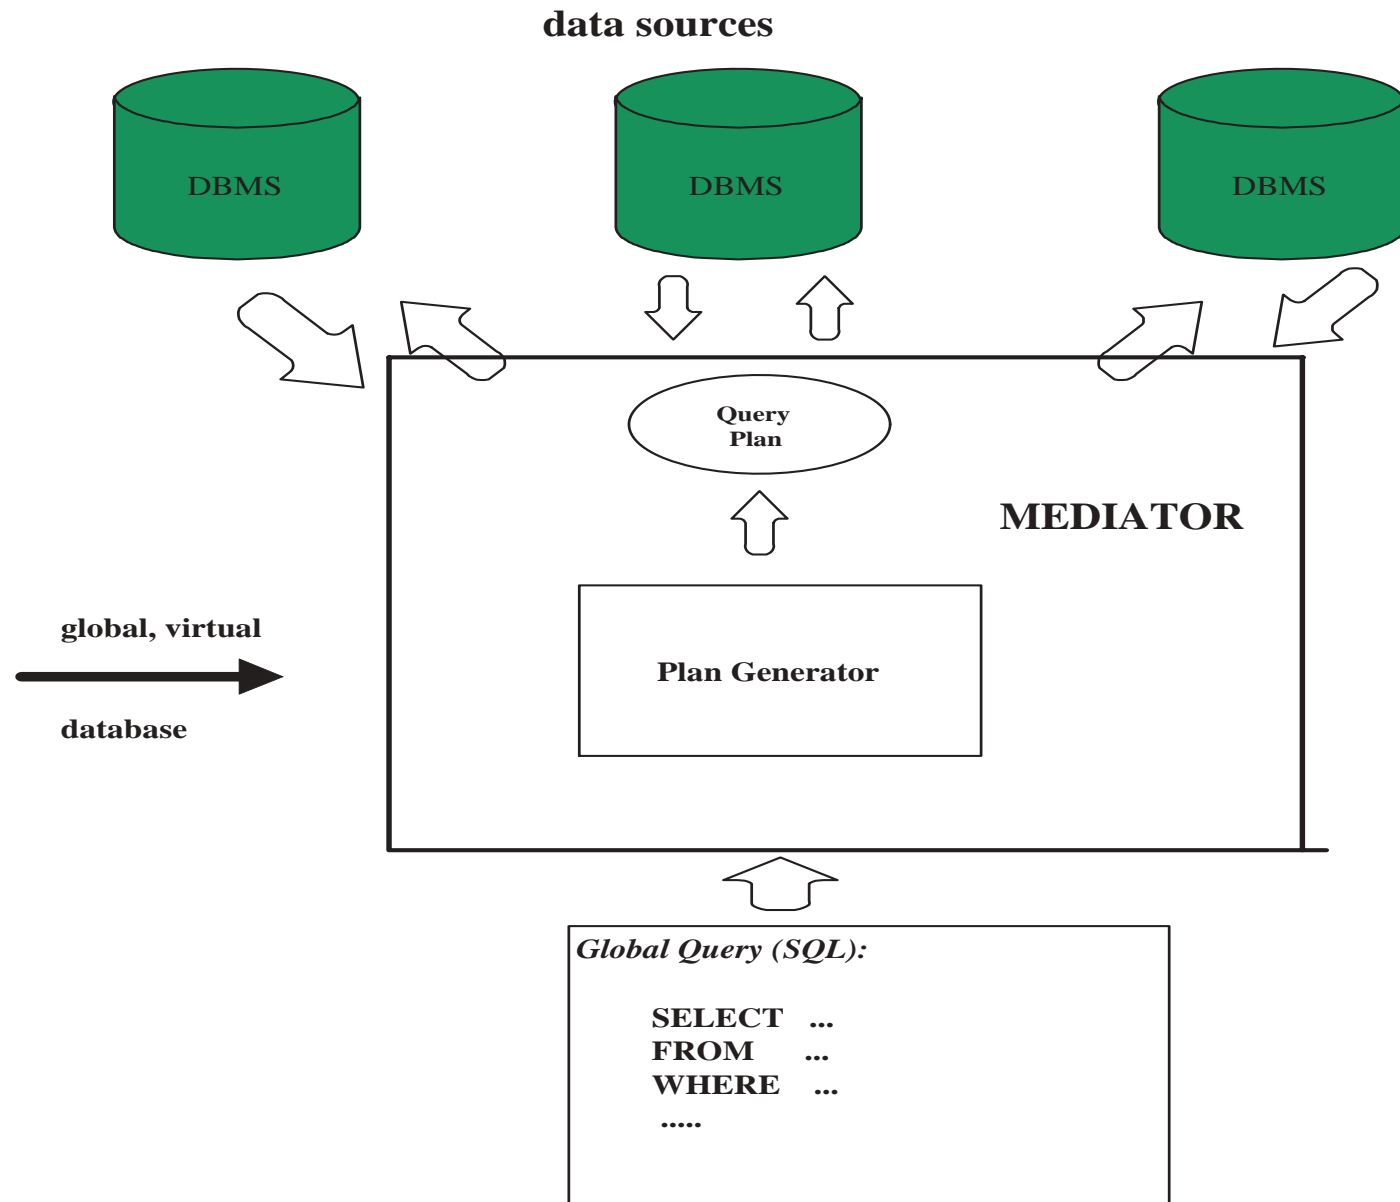 data sources
DBMS
DBMS
DBMS
Query
Plan
MEDIATOR
global, virtual
Plan Generator
database
Global Query (SQL):
SELECT ...
FROM ...
WHERE ...
.....